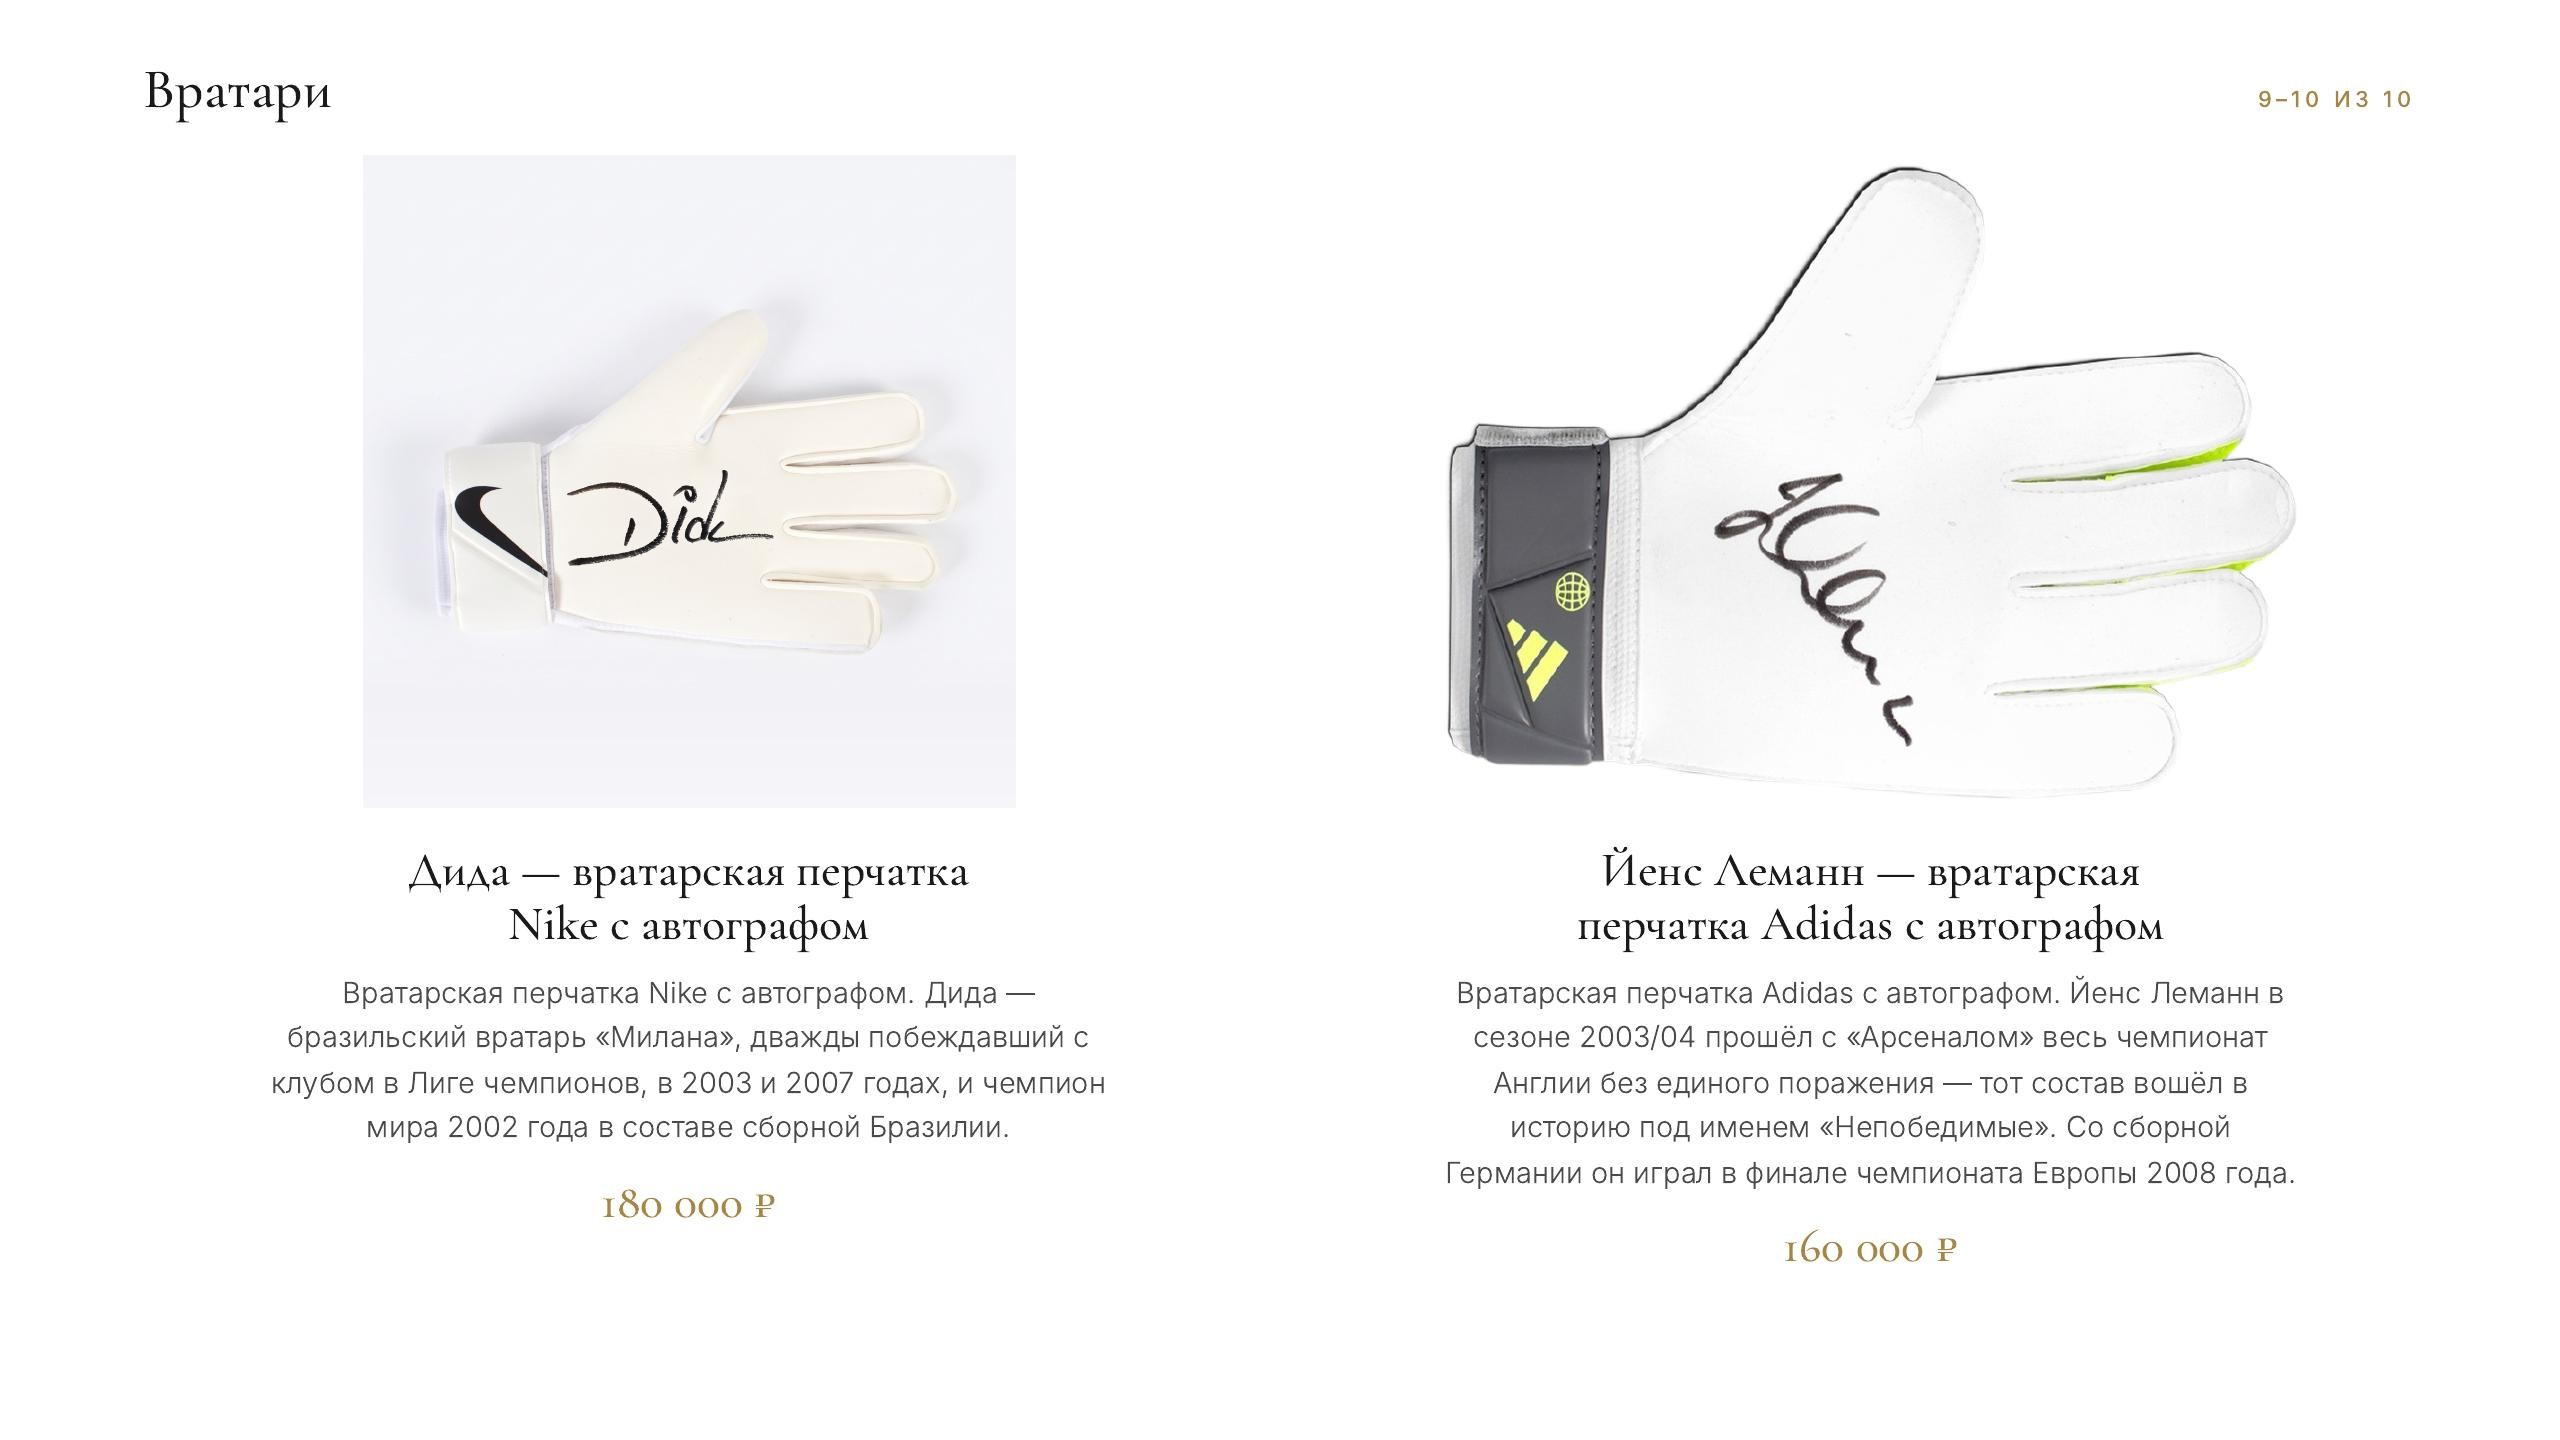 Вратари
9–10 ИЗ 10
Dida
Дида — вратарская перчатка
Nike с автографом
Вратарская перчатка Nike с автографом. Дида —
бразильский вратарь «Милана», дважды побеждавший с
клубом в Лиге чемпионов, в 2003 и 2007 годах, и чемпион
мира 2002 года в составе сборной Бразилии.
180 000 ₽
Йенс Леманн — вратарская
перчатка Adidas с автографом
Вратарская перчатка Adidas с автографом. Йенс Леманн в
сезоне 2003/04 прошёл с «Арсеналом» весь чемпионат
Англии без единого поражения — тот состав вошёл в
историю под именем «Непобедимые». Со сборной
Германии он играл в финале чемпионата Европы 2008 года.
160 000 ₽